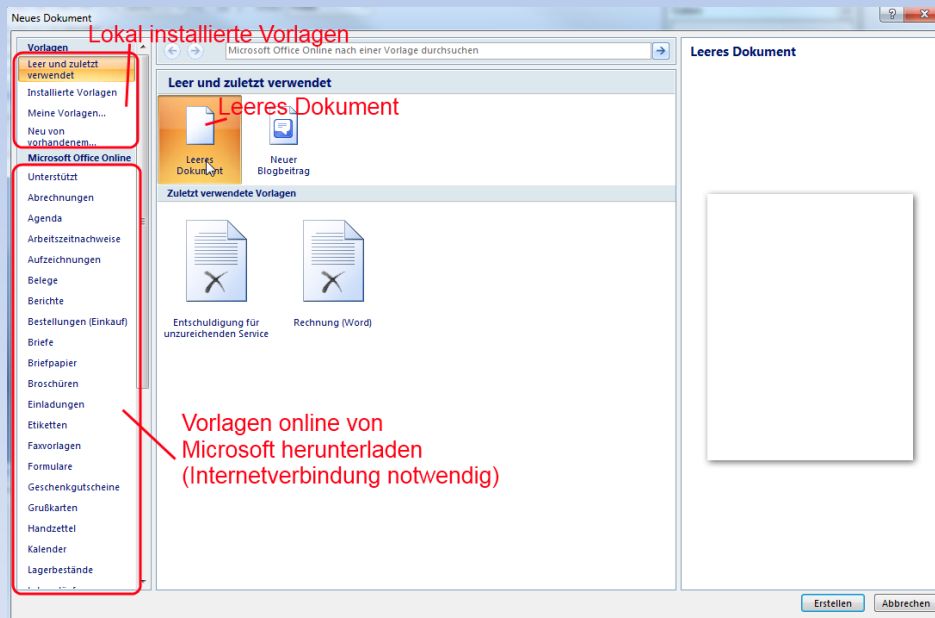 Neues Dokument
Lokal installierte Vorlagen
Vorlagen
Leer und zuletzt
verwendet
Installierte Vorlagen
Meine Vorlagen...
Neu von
vorhandenem...
Microsoft Office Online
Unterstützt
Abrechnungen
Agenda
Arbeitszeitnachweise
Aufzeichnungen
Belege
Berichte
Bestellungen (Einkauf)
Briefe
Briefpapier
Broschüren
Einladungen
Etiketten
Faxvorlagen
Formulare
Geschenkgutscheine
Grußkarten
Handzettel
Kalender
Lagerbestände
Microsoft Office Online nach einer Vorlage durchsuchen
Leer und zuletzt verwendet
Leeres Dokument
Leeres
Dokument
Neuer
Blogbeitrag
Zuletzt verwendete Vorlagen
Entschuldigung für
unzureichenden Service
Rechnung (Word)
Vorlagen online von
Microsoft herunterladen
(Internetverbindung notwendig)
Leeres Dokument
Erstellen
Abbrechen